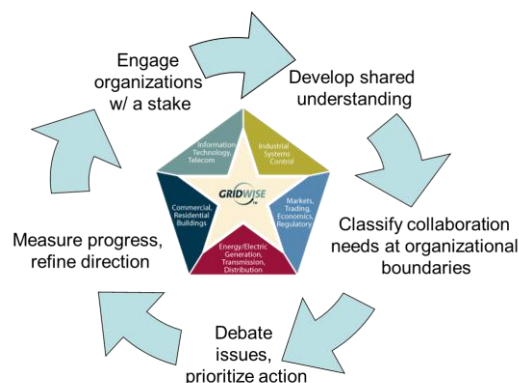 Engage
organizations
w/ a stake
Develop shared
understanding
Classify collaboration
needs at organizational
boundaries
Debate
issues,
prioritize action
Measure progress,
refine direction
Information
Technology,
Telecom
Industrial
Systems
Control
GRIDWISE
TM
Commercial,
Residential
Buildings
Markets,
Trading,
Economics,
Regulatory
Energy/Electric
Generation,
Transmission,
Distribution